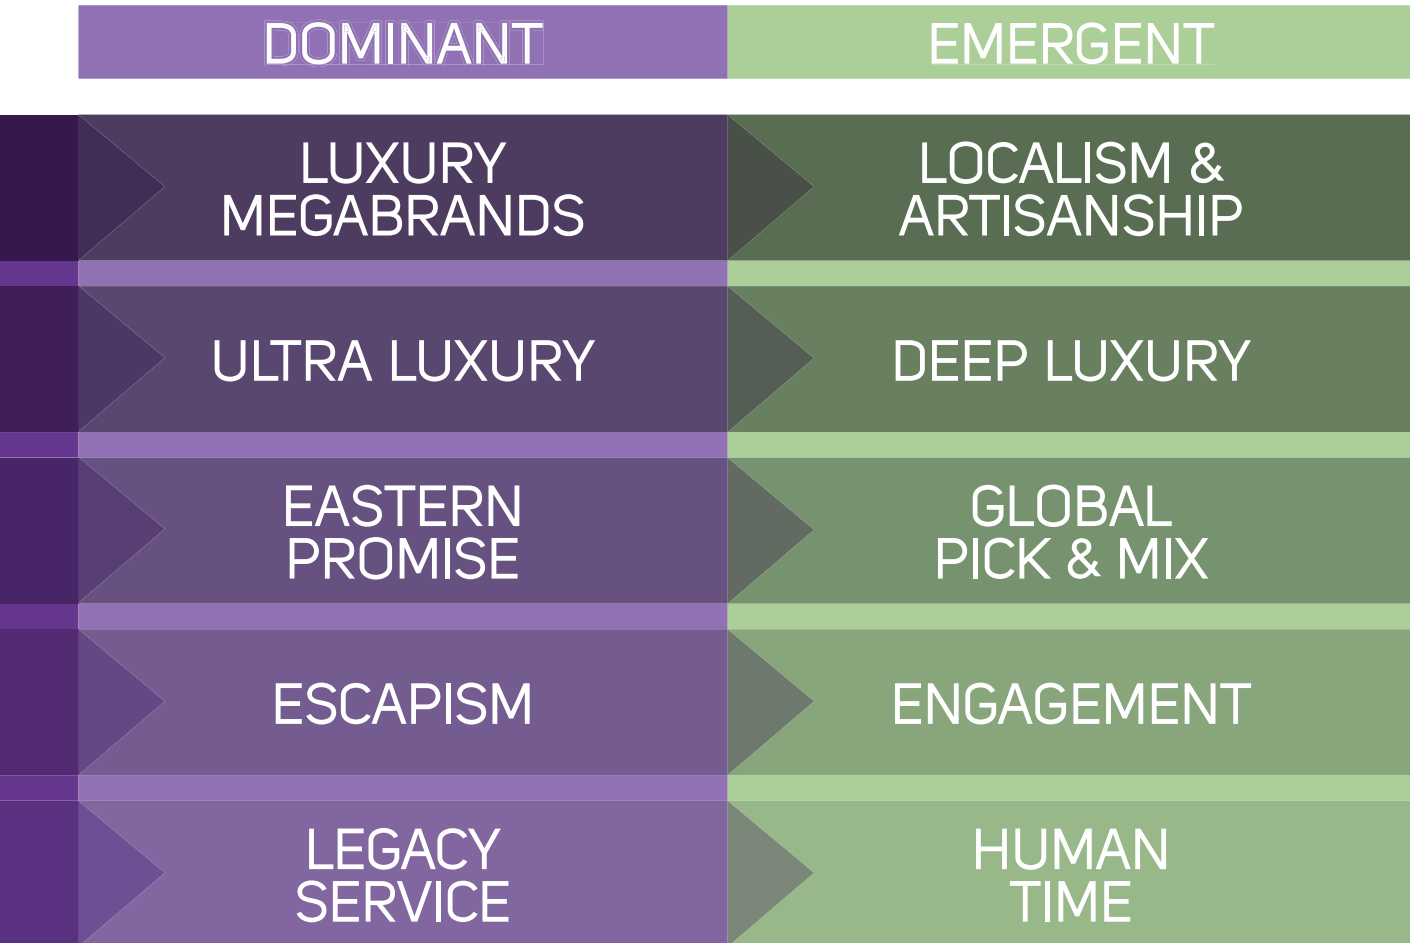 DOMINANT
EMERGENT
LUXURY
MEGABRANDS
LOCALISM &
ARTISANSHIP
ULTRA LUXURY
DEEP LUXURY
EASTERN
PROMISE
GLOBAL
PICK & MIX
ESCAPISM
ENGAGEMENT
LEGACY
SERVICE
HUMAN
TIME